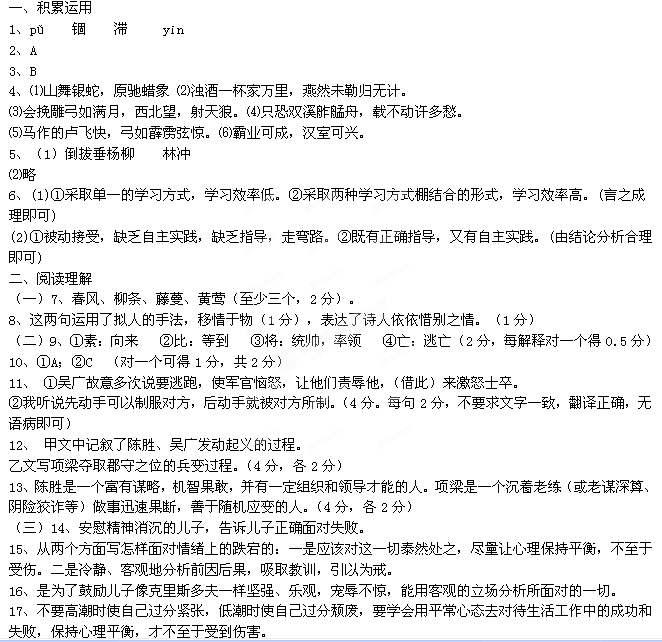 一、积累运用
1、pǔ 锢 滞 yín
2、A
3、B
4、⑴山舞银蛇，原驰蜡象 ⑵浊酒一杯家万里，燕然未勒归无计。
⑶会挽雕弓如满月，西北望，射天狼。⑷只恐双溪舴艋舟，载不动许多愁。
⑸马作的卢飞快，弓如霹雳弦惊。⑹霸业可成，汉室可兴。
5、（1）倒拔垂杨柳 林冲
⑵略
6、(1)①采取单一的学习方式，学习效率低。②采取两种学习方式棚结合的形式，学习效率高。(言之成
理即可)
(2)①被动接受，缺乏自主实践，缺乏指导，走弯路。②既有正确指导，又有自主实践。(由结论分析合理
即可)
二、阅读理解
（一）7、春风、柳条、藤蔓、黄莺(至少三个，2分)。
8、这两句运用了拟人的手法，移情于物(1分)，表达了诗人依依惜别之情。（1分）
（二）9、①素：向来 ②比：等到 ③将：统帅，率领 ④亡：逃亡(2分，每解释对一个得0.5分)
10、①A；②C （对一个可得1分，共2分）
11、 ①吴广故意多次说要逃跑，使军官恼怒，让他们责辱他，（借此）来激怒士卒。
②我听说先动手可以制服对方，后动手就被对方所制。(4分。每句2分，不要求文字一致，翻译正确，无
语病即可)
12、 甲文中记叙了陈胜、吴广发动起义的过程。
乙文写项梁夺取郡守之位的兵变过程。(4分，各2分)
13、陈胜是一个富有谋略，机智果敢，并有一定组织和领导才能的人。项梁是一个沉着老练(或老谋深算、
阴险狡诈等）做事迅速果断，善于随机应变的人。(4分，各2分)
（三）14、安慰精神消沉的儿子，告诉儿子正确面对失败。
15、从两个方面写怎样面对情绪上的跌宕的：一是应该对这一切泰然处之，尽量让心理保持平衡，不至于
受伤。二是冷静、客观地分析前因后果，吸取教训，引以为戒。
16、是为了鼓励儿子像克里斯多夫一样坚强、乐观，宠辱不惊，能用客观的立场分析所面对的一切。
17、不要高潮时使自己过分紧张，低潮时使自己过分颓废，要学会用平常心态去对待生活工作中的成功和
失败，保持心理平衡，才不至于受到伤害。